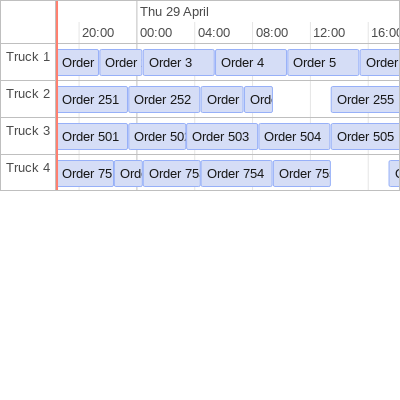 Thu 29 April
20:00 00:00 04:00 08:00 12:00 16:00
Truck 1 Order Order Order 3 Order 4 Order 5 Order
Truck 2 Order 251 Order 252 Order Ord Order 255
Truck 3 Order 501 Order 50 Order 503 Order 504 Order 505
Truck 4 Order 75 Ord Order 75 Order 754 Order 75